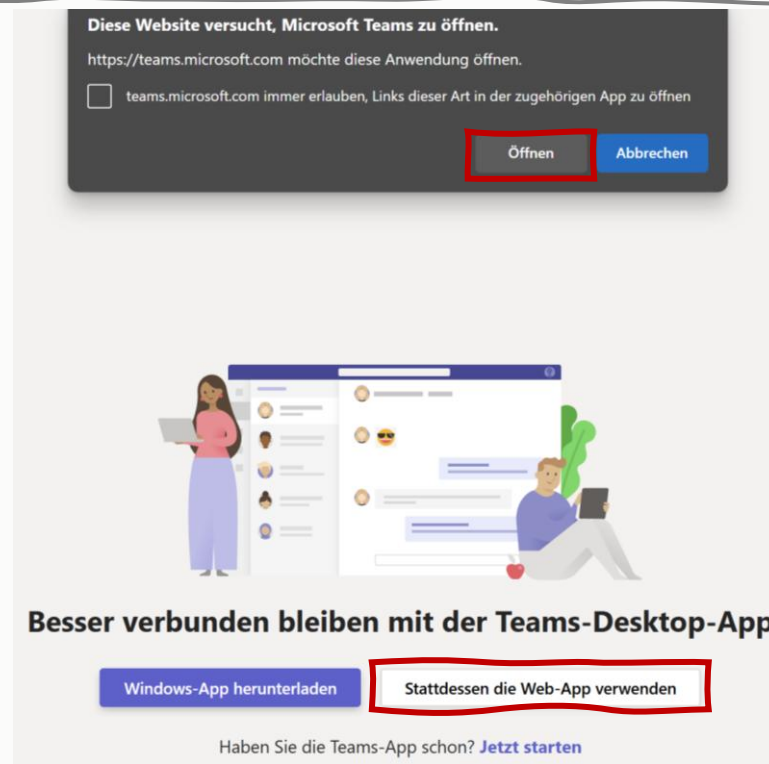 Diese Website versucht, Microsoft Teams zu öffnen.
https://teams.microsoft.com möchte diese Anwendung öffnen.
teams.microsoft.com immer erlauben, Links dieser Art in der zugehörigen App zu öffnen
Öffnen
Abbrechen
Besser verbunden bleiben mit der Teams-Desktop-App
Windows-App herunterladen
Stattdessen die Web-App verwenden
Haben Sie die Teams-App schon? Jetzt starten